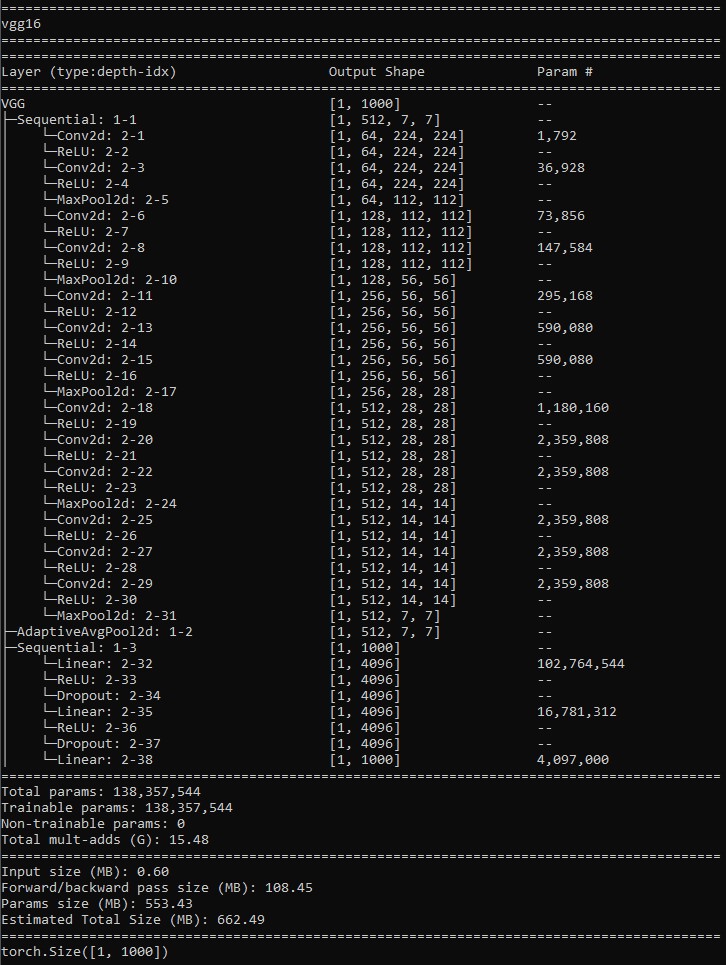 ==========================================================================================
vgg16
==========================================================================================
==========================================================================================
Layer (type:depth-idx)                   Output Shape              Param #
==========================================================================================
VGG                                      [1, 1000]                 --
├─Sequential: 1-1                        [1, 512, 7, 7]            --
│    └─Conv2d: 2-1                       [1, 64, 224, 224]         1,792
│    └─ReLU: 2-2                         [1, 64, 224, 224]         --
│    └─Conv2d: 2-3                       [1, 64, 224, 224]         36,928
│    └─ReLU: 2-4                         [1, 64, 224, 224]         --
│    └─MaxPool2d: 2-5                    [1, 64, 112, 112]         --
│    └─Conv2d: 2-6                       [1, 128, 112, 112]        73,856
│    └─ReLU: 2-7                         [1, 128, 112, 112]        --
│    └─Conv2d: 2-8                       [1, 128, 112, 112]        147,584
│    └─ReLU: 2-9                         [1, 128, 112, 112]        --
│    └─MaxPool2d: 2-10                   [1, 128, 56, 56]          --
│    └─Conv2d: 2-11                      [1, 256, 56, 56]          295,168
│    └─ReLU: 2-12                        [1, 256, 56, 56]          --
│    └─Conv2d: 2-13                      [1, 256, 56, 56]          590,080
│    └─ReLU: 2-14                        [1, 256, 56, 56]          --
│    └─Conv2d: 2-15                      [1, 256, 56, 56]          590,080
│    └─ReLU: 2-16                        [1, 256, 56, 56]          --
│    └─MaxPool2d: 2-17                   [1, 256, 28, 28]          --
│    └─Conv2d: 2-18                      [1, 512, 28, 28]          1,180,160
│    └─ReLU: 2-19                        [1, 512, 28, 28]          --
│    └─Conv2d: 2-20                      [1, 512, 28, 28]          2,359,808
│    └─ReLU: 2-21                        [1, 512, 28, 28]          --
│    └─Conv2d: 2-22                      [1, 512, 28, 28]          2,359,808
│    └─ReLU: 2-23                        [1, 512, 28, 28]          --
│    └─MaxPool2d: 2-24                   [1, 512, 14, 14]          --
│    └─Conv2d: 2-25                      [1, 512, 14, 14]          2,359,808
│    └─ReLU: 2-26                        [1, 512, 14, 14]          --
│    └─Conv2d: 2-27                      [1, 512, 14, 14]          2,359,808
│    └─ReLU: 2-28                        [1, 512, 14, 14]          --
│    └─Conv2d: 2-29                      [1, 512, 14, 14]          2,359,808
│    └─ReLU: 2-30                        [1, 512, 14, 14]          --
│    └─MaxPool2d: 2-31                   [1, 512, 7, 7]            --
├─AdaptiveAvgPool2d: 1-2                 [1, 512, 7, 7]            --
├─Sequential: 1-3                        [1, 1000]                 --
│    └─Linear: 2-32                      [1, 4096]                 102,764,544
│    └─ReLU: 2-33                        [1, 4096]                 --
│    └─Dropout: 2-34                     [1, 4096]                 --
│    └─Linear: 2-35                      [1, 4096]                 16,781,312
│    └─ReLU: 2-36                        [1, 4096]                 --
│    └─Dropout: 2-37                     [1, 4096]                 --
│    └─Linear: 2-38                      [1, 1000]                 4,097,000
==========================================================================================
Total params: 138,357,544
Trainable params: 138,357,544
Non-trainable params: 0
Total mult-adds (G): 15.48
==========================================================================================
Input size (MB): 0.60
Forward/backward pass size (MB): 108.45
Params size (MB): 553.43
Estimated Total Size (MB): 662.49
==========================================================================================
torch.Size([1, 1000])